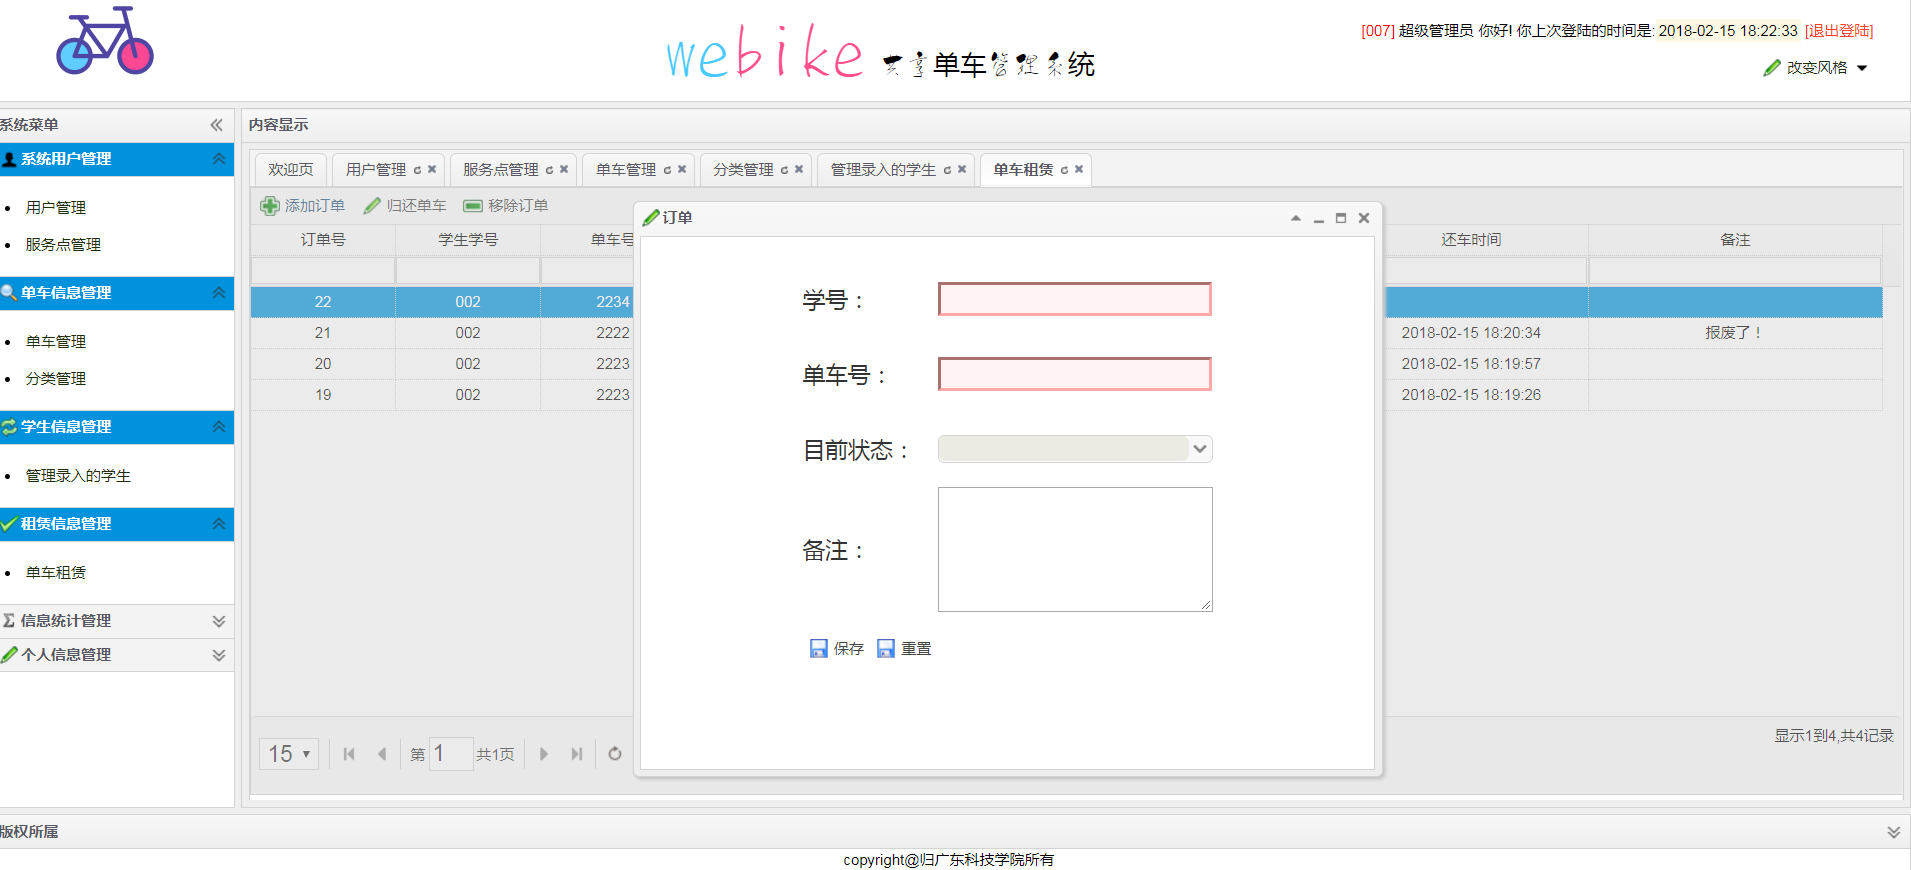 webike 共享单车管理系统
[007] 超级管理员 你好! 你上次登陆的时间是: 2018-02-15 18:22:33 [退出登陆]
改变风格
系统菜单
系统用户管理
用户管理
服务点管理
单车信息管理
单车管理
分类管理
学生信息管理
管理录入的学生
租赁信息管理
单车租赁
信息统计管理
个人信息管理
内容显示
欢迎页 用户管理 服务点管理 单车管理 分类管理 管理录入的学生 单车租赁
添加订单 归还单车 移除订单
订单号 学生学号 单车号 还车时间 备注
22 002 2234
21 002 2222 2018-02-15 18:20:34 报废了！
20 002 2223 2018-02-15 18:19:57
19 002 2223 2018-02-15 18:19:26
订单
学号：
单车号：
目前状态：
备注：
保存 重置
15 第 1 共1页
显示1到4,共4记录
版权所属
copyright@归广东科技学院所有